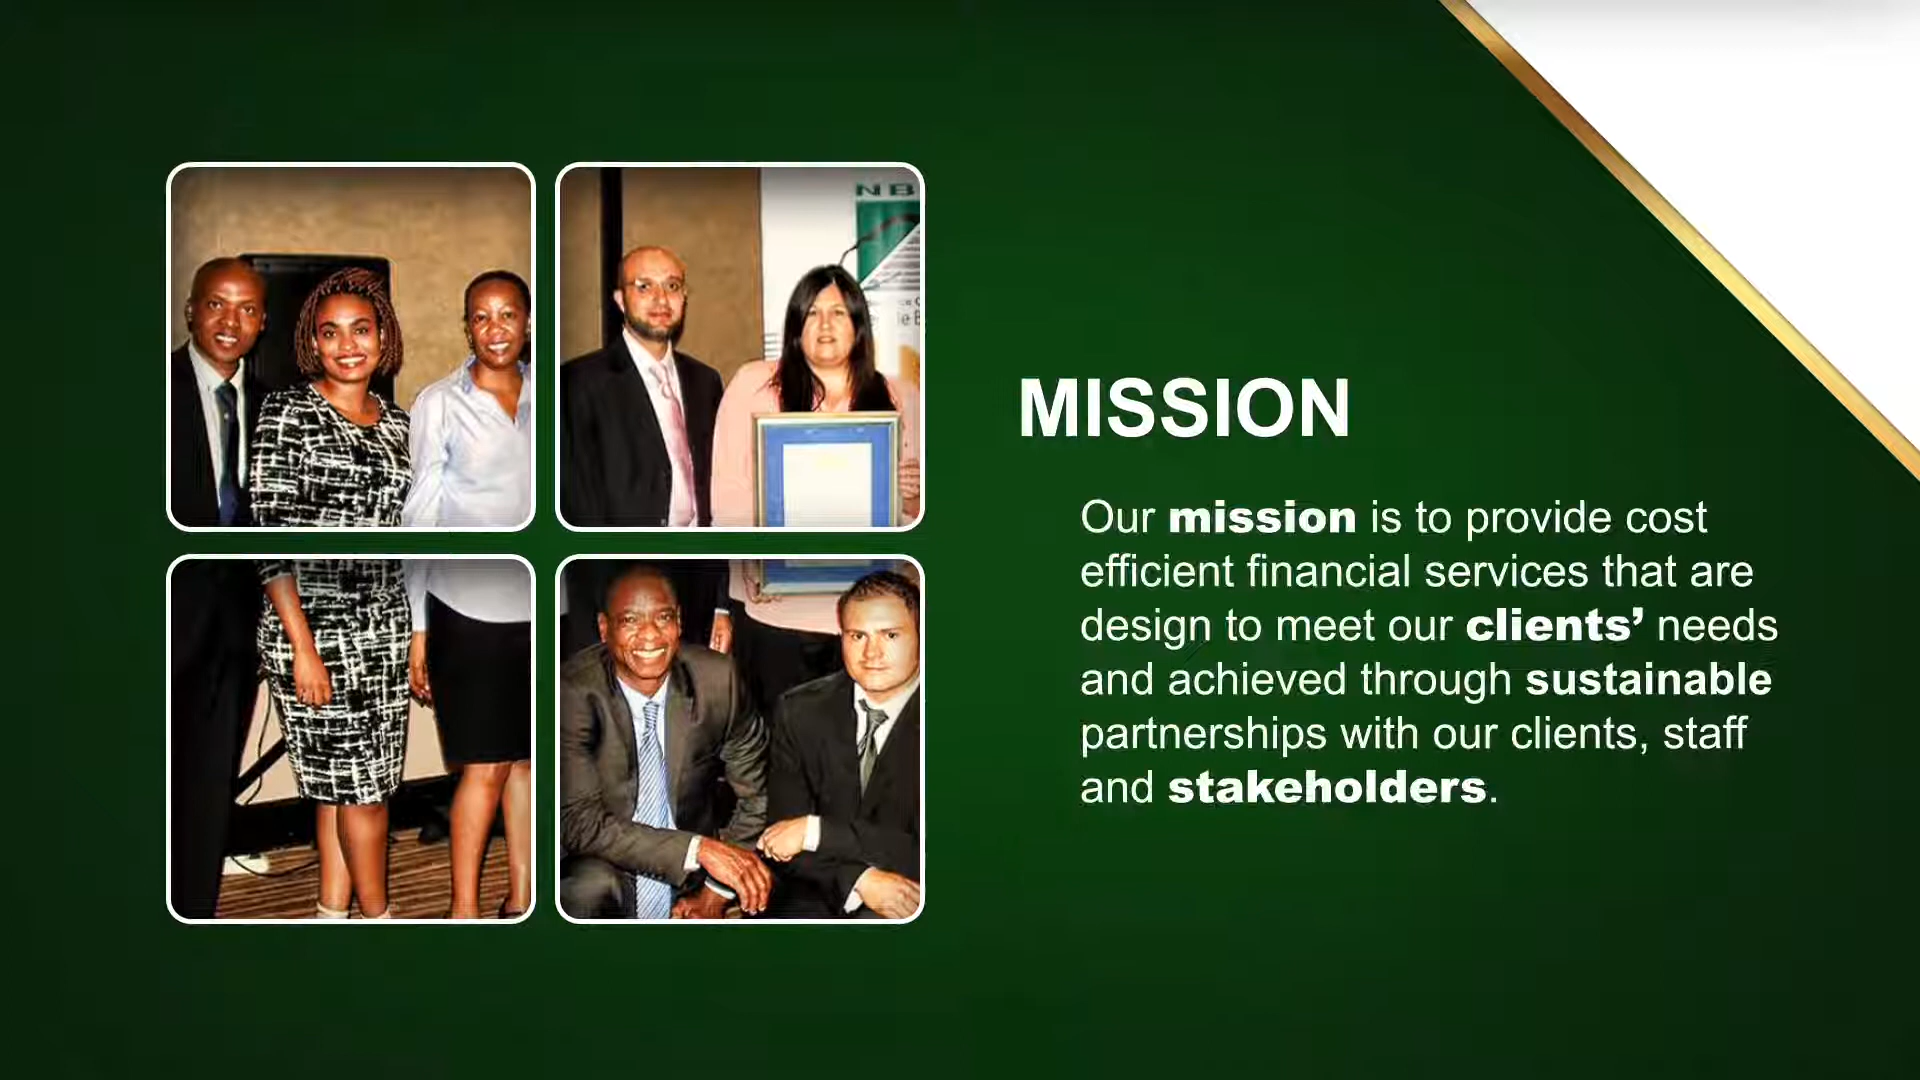 NB
MISSION
Our mission is to provide cost
efficient financial services that are
design to meet our clients’ needs
and achieved through sustainable
partnerships with our clients, staff
and stakeholders.